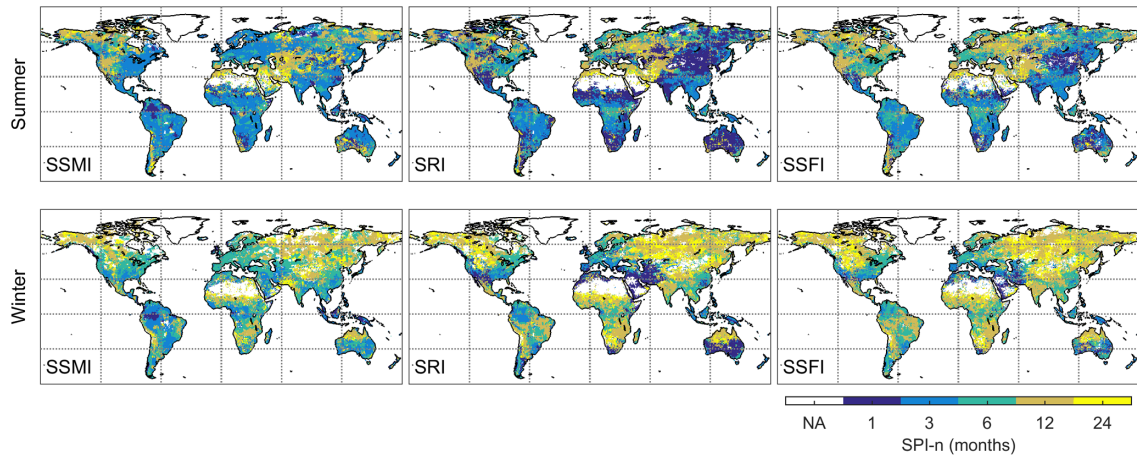 Summer
SSMI
SRI
SSFI
Winter
SSMI
SRI
SSFI
NA 1 3 6 12 24
SPI-n (months)